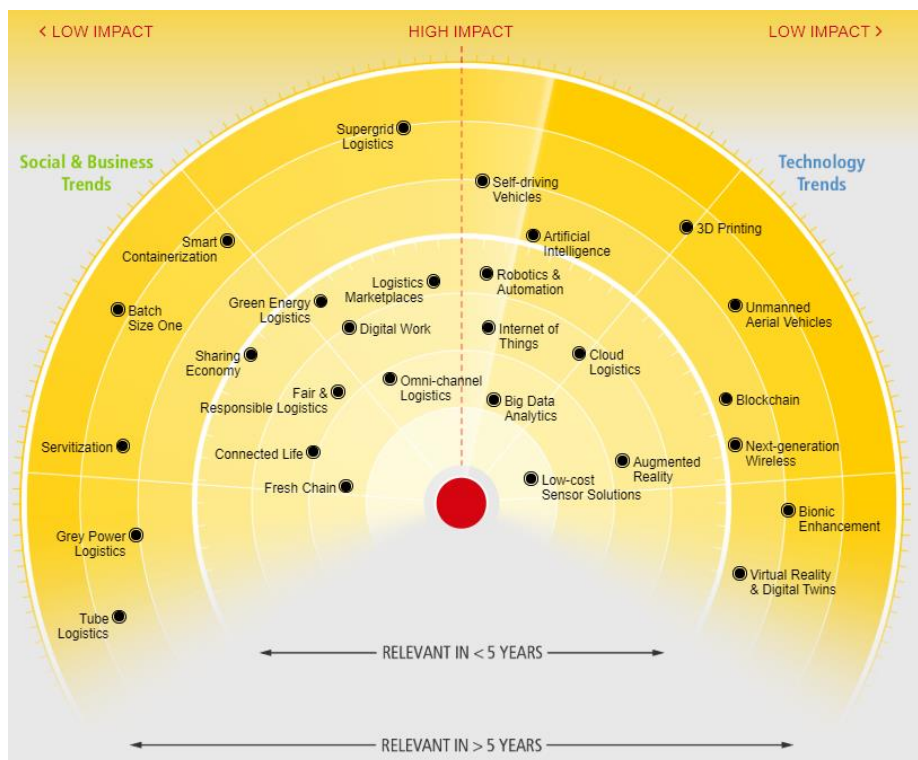 < LOW IMPACT
HIGH IMPACT
LOW IMPACT >
Social & Business
Trends
Technology
Trends
Supergrid
Logistics
Self-driving
Vehicles
3D Printing
Smart
Containerization
Artificial
Intelligence
Logistics
Marketplaces
Robotics &
Automation
Green Energy
Logistics
Batch
Size One
Unmanned
Aerial Vehicles
Digital Work
Internet of
Things
Sharing
Economy
Cloud
Logistics
Fair &
Responsible Logistics
Omni-channel
Logistics
Big Data
Analytics
Blockchain
Servitization
Connected Life
Augmented
Reality
Next-generation
Wireless
Fresh Chain
Low-cost
Sensor Solutions
Grey Power
Logistics
Bionic
Enhancement
Virtual Reality
& Digital Twins
Tube
Logistics
RELEVANT IN < 5 YEARS
RELEVANT IN > 5 YEARS